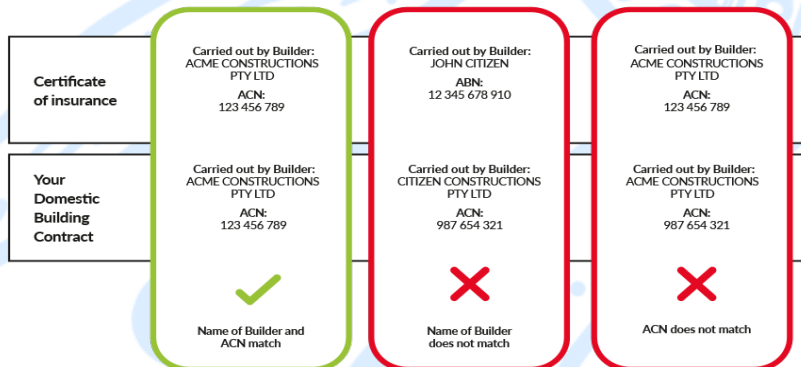 Certificate
of insurance
Carried out by Builder:
ACME CONSTRUCTIONS
PTY LTD
ACN:
123 456 789
Carried out by Builder:
JOHN CITIZEN
ABN:
12 345 678 910
Carried out by Builder:
ACME CONSTRUCTIONS
PTY LTD
ACN:
123 456 789
Your
Domestic
Building
Contract
Carried out by Builder:
ACME CONSTRUCTIONS
PTY LTD
ACN:
123 456 789
Carried out by Builder:
CITIZEN CONSTRUCTIONS
PTY LTD
ACN:
987 654 321
Carried out by Builder:
ACME CONSTRUCTIONS
PTY LTD
ACN:
987 654 321
Name of Builder and
ACN match
Name of Builder
does not match
ACN does not match